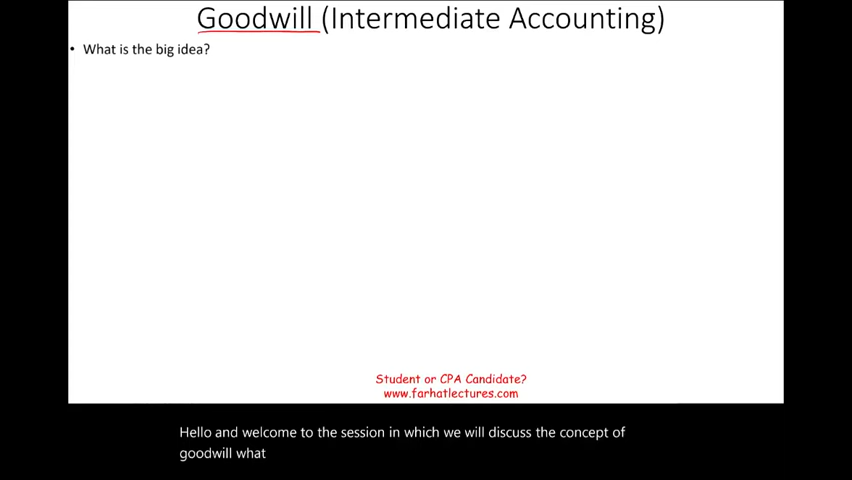 Goodwill (Intermediate Accounting)
• What is the big idea?
Student or CPA Candidate?
www.farhatlectures.com
Hello and welcome to the session in which we will discuss the concept of
goodwill what